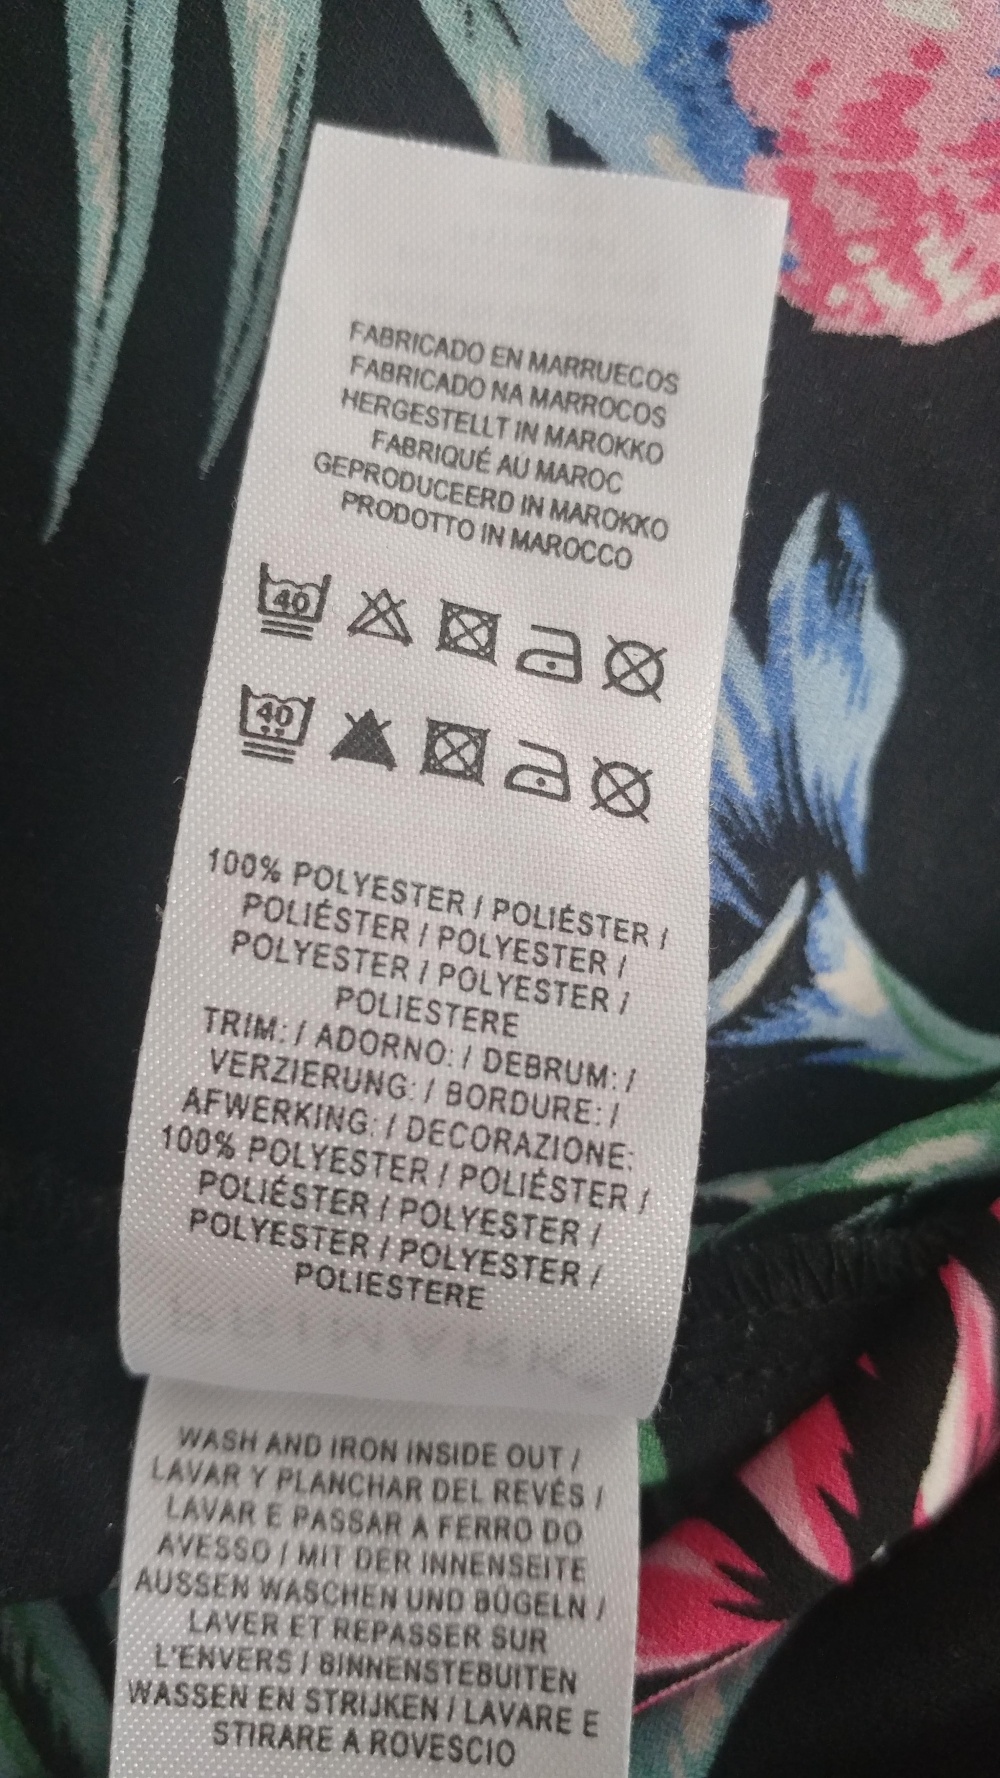 FABRICADO EN MARRUECOS
FABRICADO NA MARROCOS
HERGESTELLT IN MAROKKO
FABRIQUÉ AU MAROC
GEPRODUCEERD IN MAROKKO
PRODOTTO IN MAROCCO
40
40
100% POLYESTER / POLIÉSTER /
POLIÉSTER / POLYESTER /
POLYESTER / POLYESTER /
POLIESTERE
TRIM: / ADORNO: / DEBRUM: /
VERZIERUNG: / BORDURE: /
AFWERKING: / DECORAZIONE:
100% POLYESTER / POLIÉSTER /
POLIÉSTER / POLYESTER /
POLYESTER / POLYESTER /
POLIESTERE
WASH AND IRON INSIDE OUT /
LAVAR Y PLANCHAR DEL REVÉS /
LAVAR E PASSAR A FERRO DO
AVESSO / MIT DER INNENSEITE
AUSSEN WASCHEN UND BÜGELN /
LAVER ET REPASSER SUR
L'ENVERS / BINNENSTEBUITEN
WASSEN EN STRIJKEN / LAVARE E
STIRARE A ROVESCIO